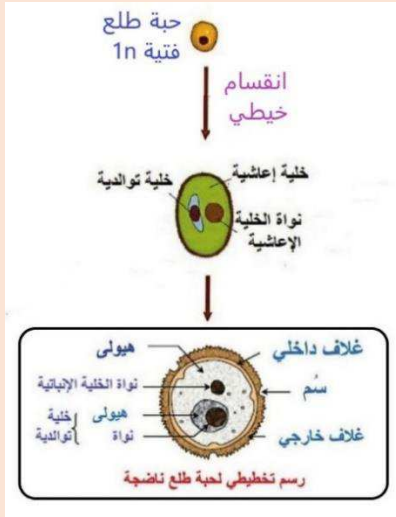 حبة طلع
فتية 1n
انقسام
خيطي
خلية إعاشية
خلية توالدية
نواة الخلية
الإعاشية
غلاف داخلي
هيولى
نواة الخلية الإنباتية
سُم
هيولى
خلية
توالدية
نواة
غلاف خارجي
رسم تخطيطي لحبة طلع ناضجة